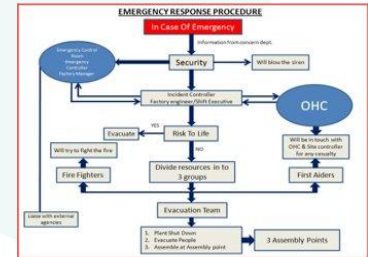 EMERGENCY RESPONSE PROCEDURE
In Case Of Emergency
Information from concern dept.
Emergency Control
Room
Emergency
Controller
Factory Manager
Security
Will blow the siren
Incident Controller
Factory engineer/Shift Executive
OHC
YES
Evacuate
Risk To Life
NO
Will try to fight the fire
Will be in touch with
OHC & Site controller
for any casualty
Divide resources in to
3 groups
Fire Fighters
First Aiders
Evacuation Team
liaise with external
agencies
1. Plant Shut Down
2. Evacuate People
3. Assemble at Assembly point
3 Assembly Points